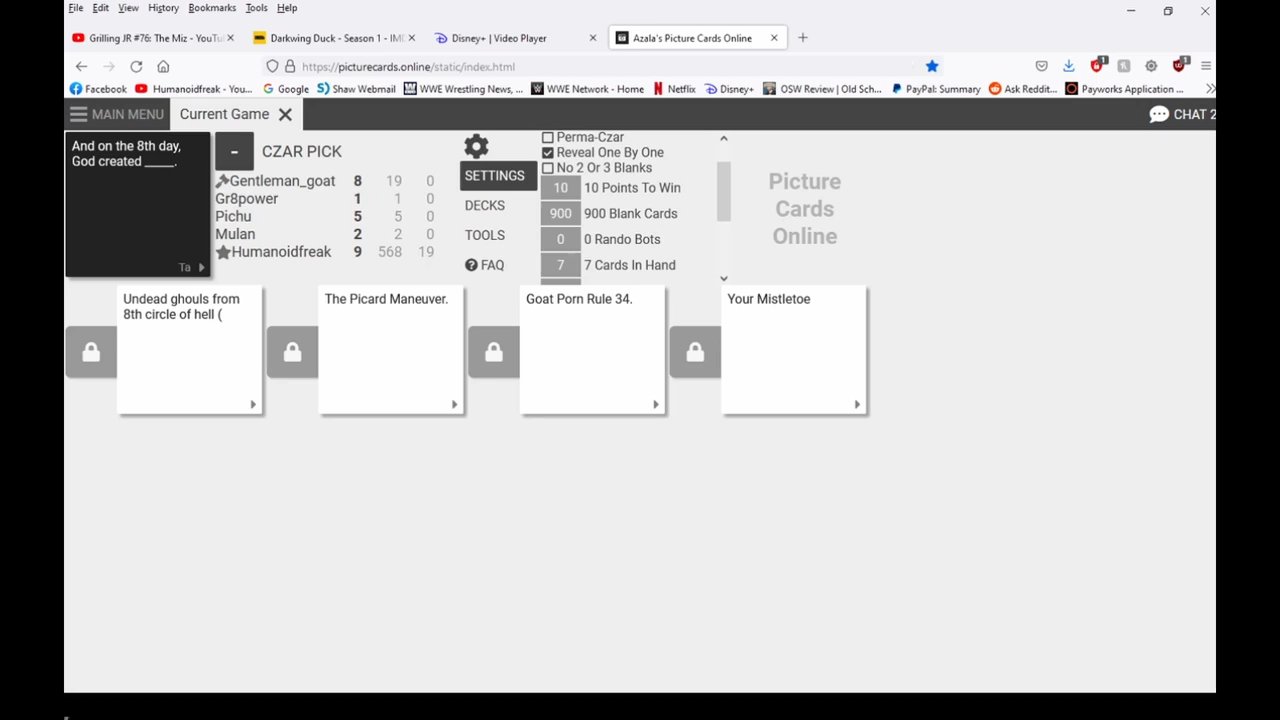 File Edit View History Bookmarks Tools Help
Grilling JR #76: The Miz - YouTu
Darkwing Duck - Season 1 - IM
Disney+ | Video Player
Azala's Picture Cards Online
https://picturecards.online/static/index.html
Facebook Humanoidfreak - You... Google Shaw Webmail WWE Wrestling News, ... WWE Network - Home Netflix Disney+ OSW Review | Old Sch... PayPal: Summary Ask Reddit... Payworks Application ...
MAIN MENU Current Game CHAT 2
And on the 8th day,
God created _____.
Ta
- CZAR PICK
Gentleman_goat 8 19 0
Gr8power 1 1 0
Pichu 5 5 0
Mulan 2 2 0
Humanoidfreak 9 568 19
SETTINGS
DECKS
TOOLS
FAQ
Perma-Czar
Reveal One By One
No 2 Or 3 Blanks
10 10 Points To Win
900 900 Blank Cards
0 0 Rando Bots
7 7 Cards In Hand
Picture
Cards
Online
Undead ghouls from
8th circle of hell (
The Picard Maneuver.
Goat Porn Rule 34.
Your Mistletoe